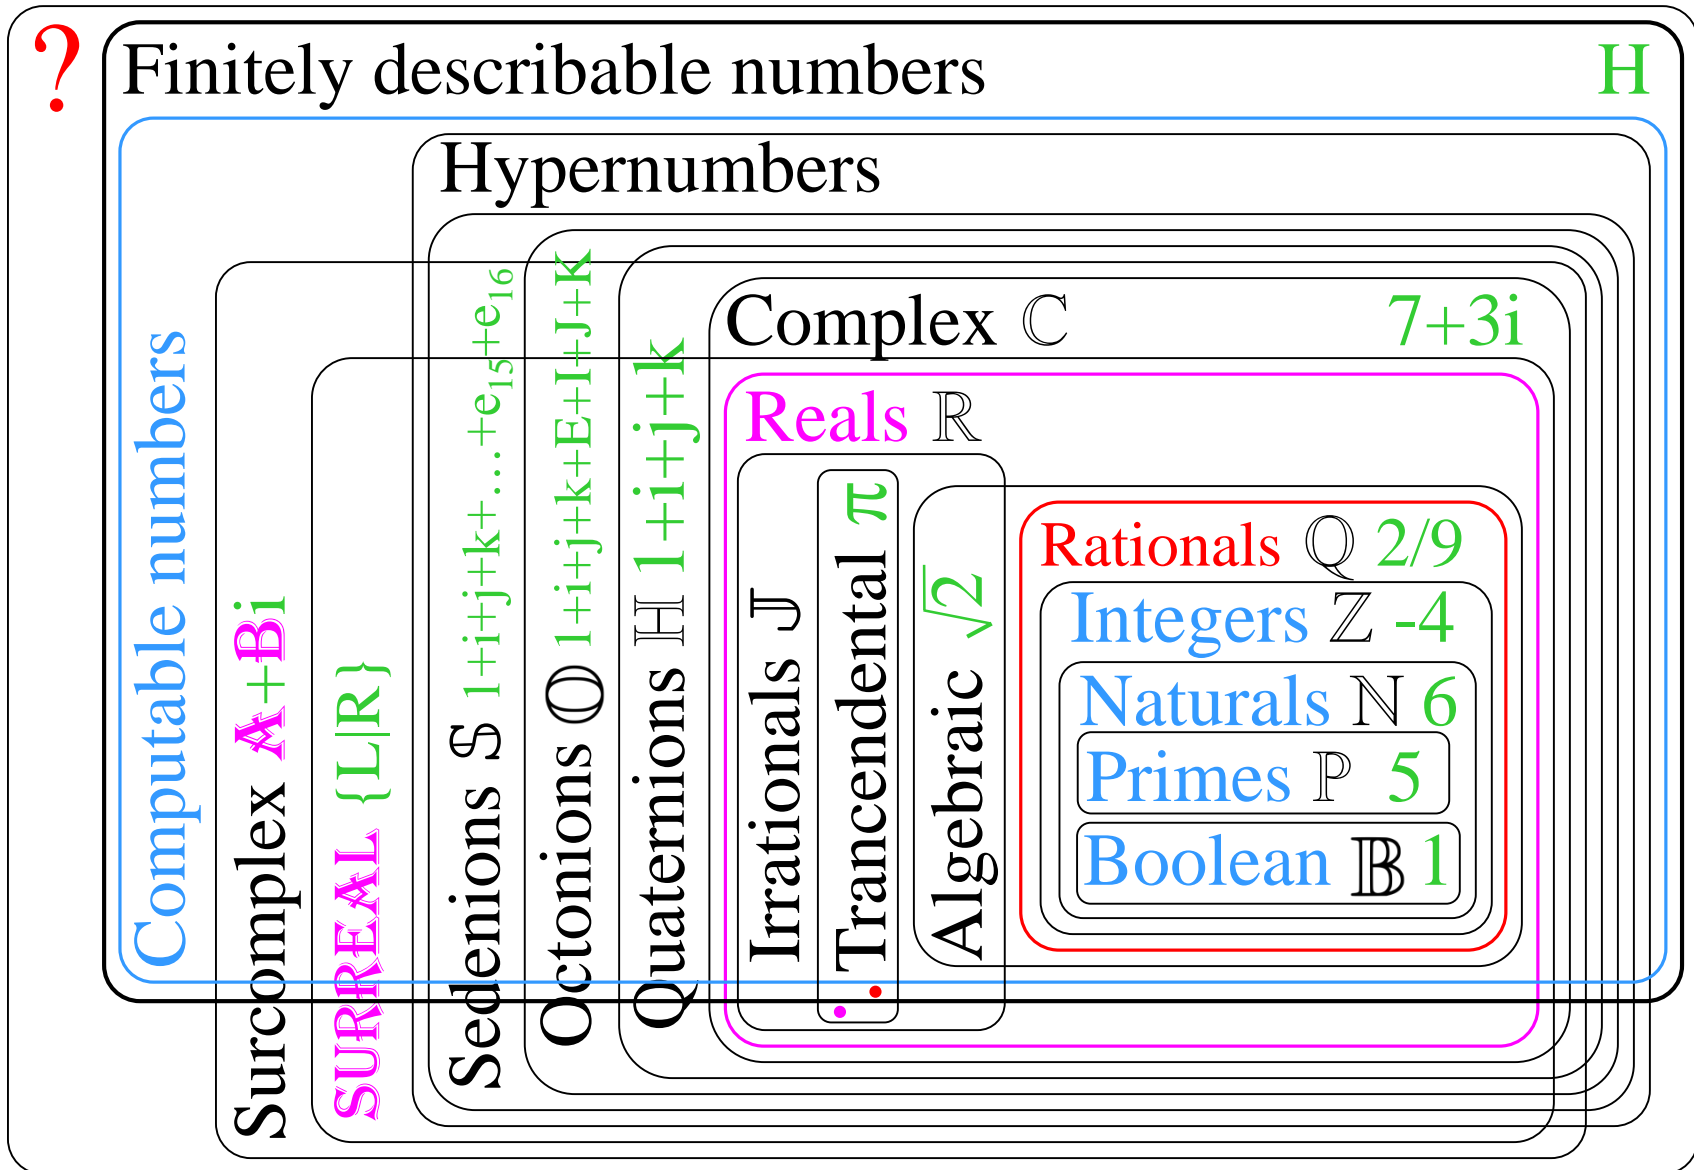 ?
Finitely describable numbers H
Computable numbers
Hypernumbers
Surcomplex A+Bi
SURREAL {L|R}
Sedenions 𝕊 1+i+j+k+...+e₁₅+e₁₆
Octonions 𝕆 1+i+j+k+E+I+J+K
Quaternions ℍ 1+i+j+k
Complex ℂ 7+3i
Reals ℝ
Irrationals 𝕁
Trancendental π
Algebraic √2
Rationals ℚ 2/9
Integers ℤ -4
Naturals ℕ 6
Primes ℙ 5
Boolean 𝔹 1